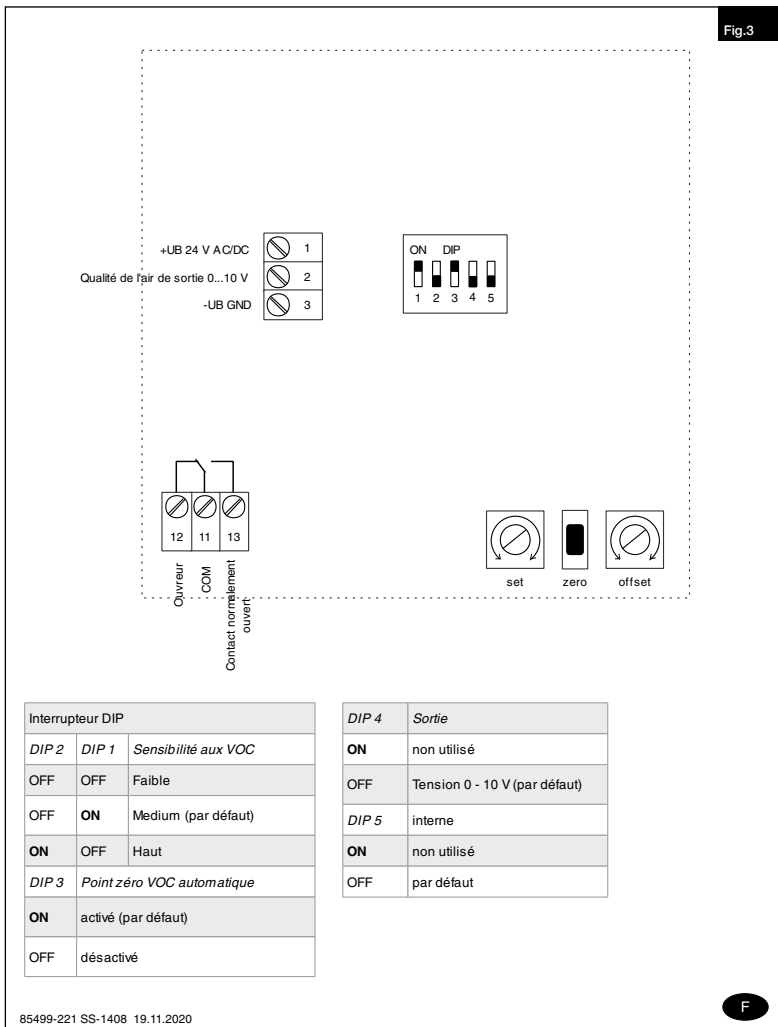 Fig.3
+UB 24 V AC/DC
1
Qualité de l'air de sortie 0...10 V
2
-UB GND
3
ON DIP
1 2 3 4 5
12 11 13
Ouvreur
COM
Contact normalement
ouvert
set zero offset
Interrupteur DIP
DIP 2 DIP 1 Sensibilité aux VOC
OFF OFF Faible
OFF ON Medium (par défaut)
ON OFF Haut
DIP 3 Point zéro VOC automatique
ON activé (par défaut)
OFF désactivé
DIP 4 Sortie
ON non utilisé
OFF Tension 0 - 10 V (par défaut)
DIP 5 interne
ON non utilisé
OFF par défaut
85499-221 SS-1408 19.11.2020
F